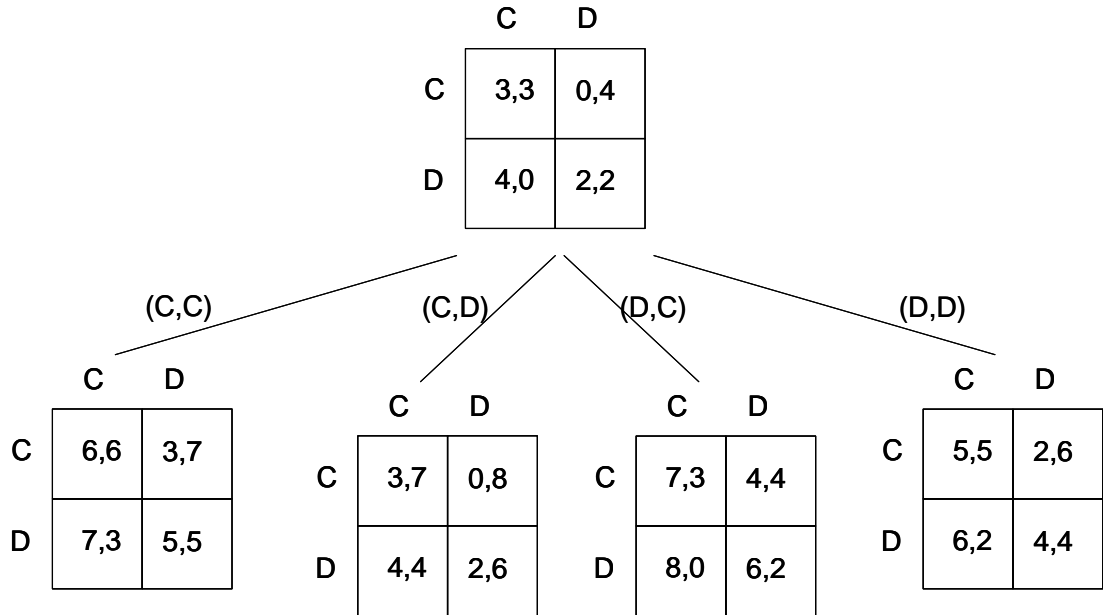 C D
C 3,3 0,4
D 4,0 2,2
(C,C) (C,D) (D,C) (D,D)
C D
C 6,6 3,7
D 7,3 5,5
C D
C 3,7 0,8
D 4,4 2,6
C D
C 7,3 4,4
D 8,0 6,2
C D
C 5,5 2,6
D 6,2 4,4